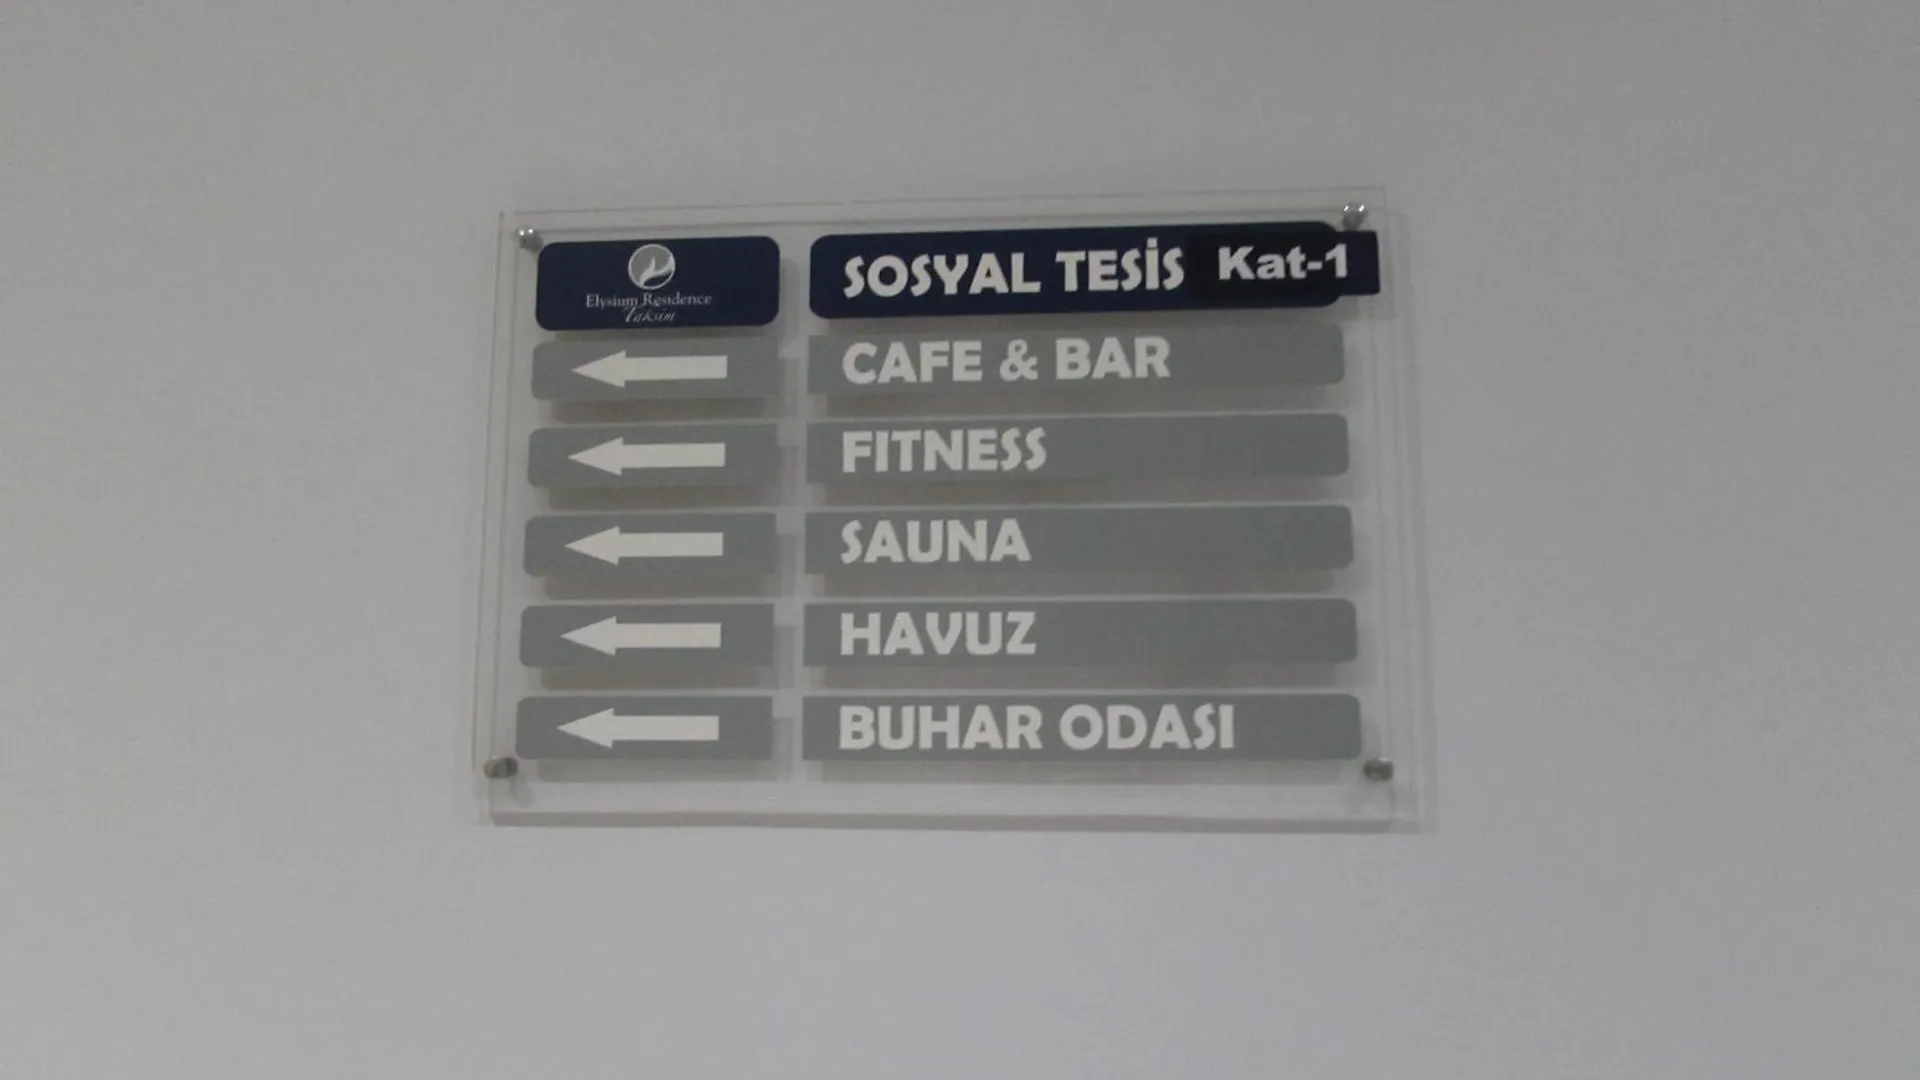 Elysium Residence
Taksim
SOSYAL TESİS Kat-1
CAFE & BAR
FITNESS
SAUNA
HAVUZ
BUHAR ODASI